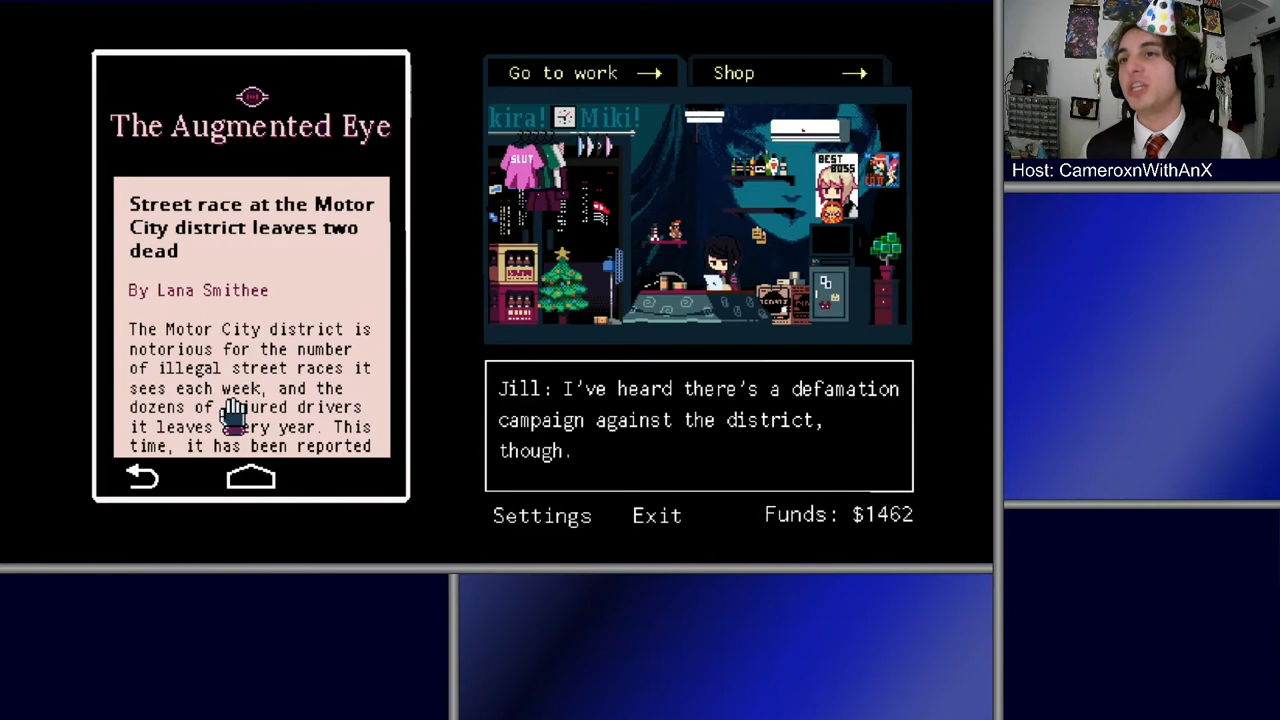 The Augmented Eye
Street race at the Motor
City district leaves two
dead
By Lana Smithee
The Motor City district is
notorious for the number
of illegal street races it
sees each week, and the
dozens of jured drivers
it leaves ery year. This
time, it has been reported
Go to work
Shop
kira! Miki!
SLUT
BEST
BOSS
Jill: I've heard there's a defamation
campaign against the district,
though.
Settings Exit Funds: $1462
Host: CameroxnWithAnX